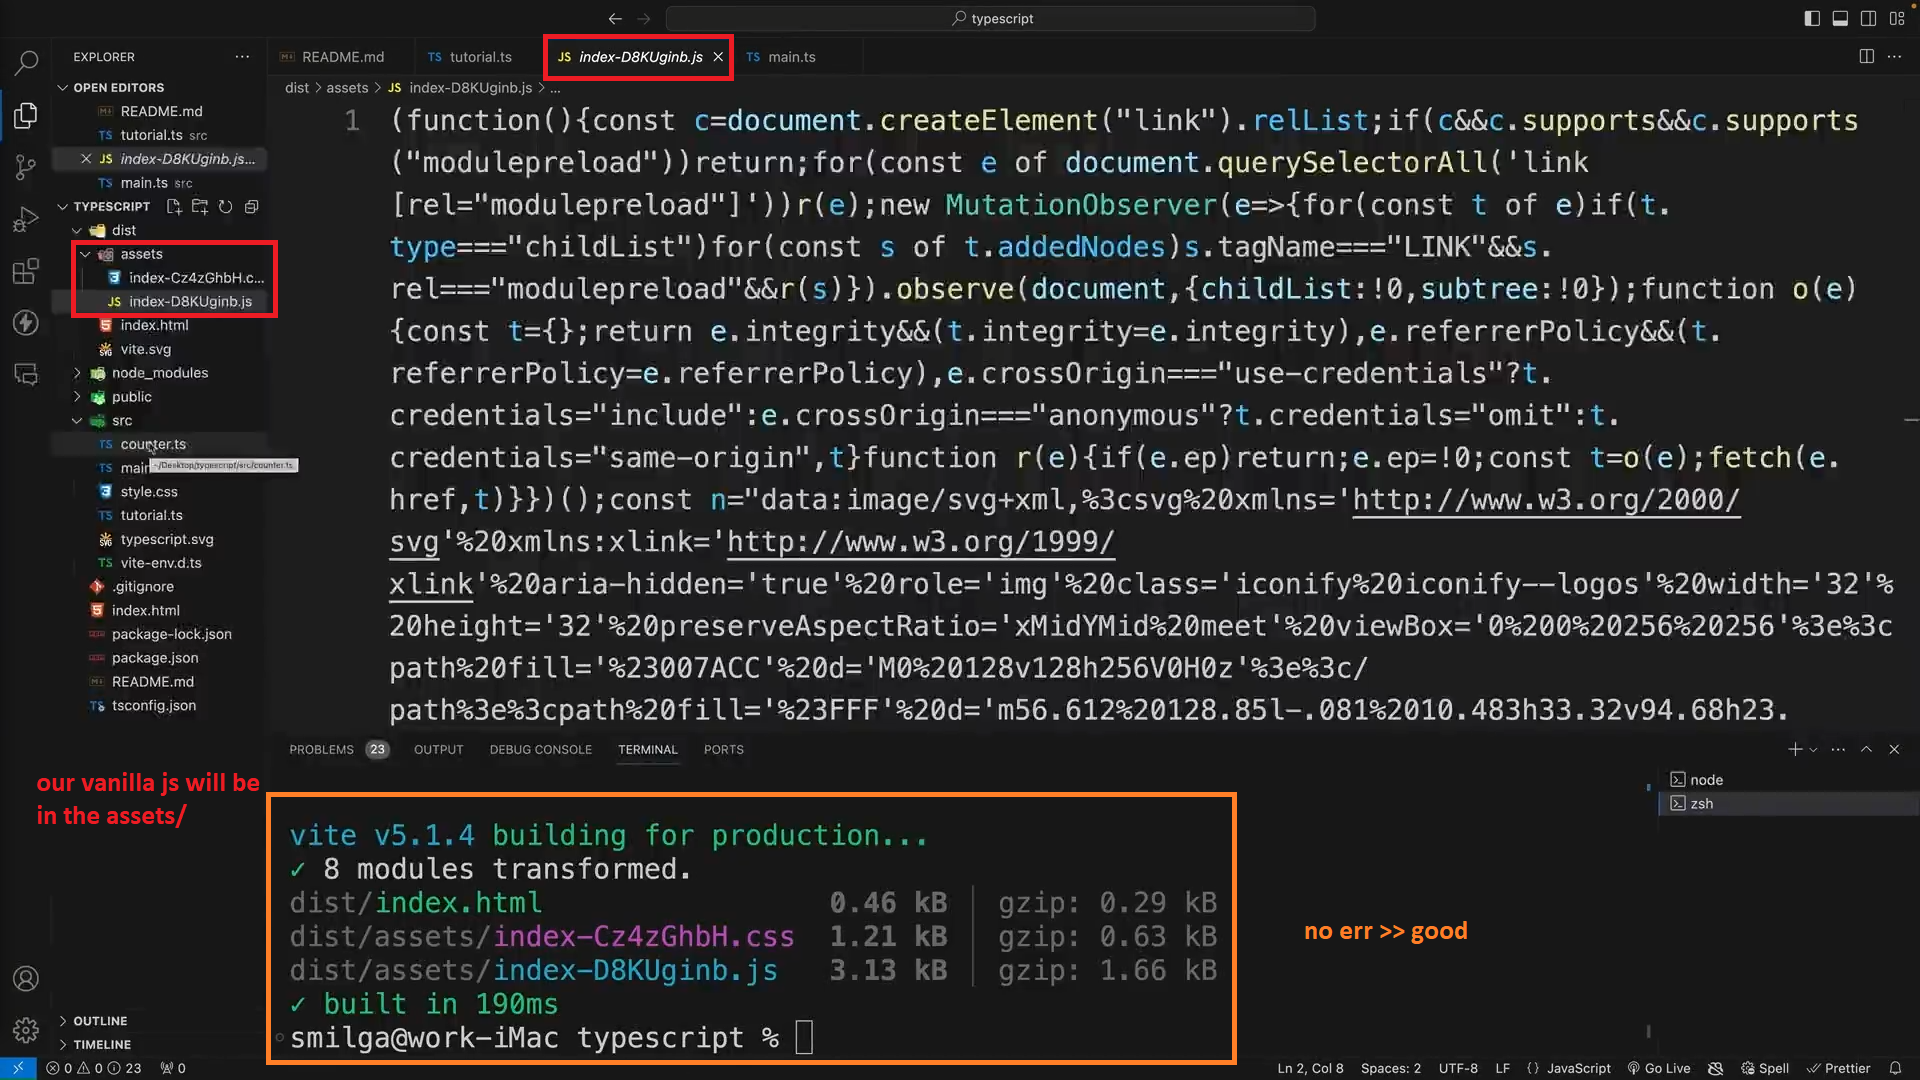 typescript
EXPLORER
README.md
TS tutorial.ts
JS index-D8KUginb.js
TS main.ts
OPEN EDITORS
README.md
TS tutorial.ts src
JS index-D8KUginb.js...
TS main.ts src
TYPESCRIPT
dist
assets
index-Cz4zGhbH.c...
JS index-D8KUginb.js
index.html
vite.svg
node_modules
public
src
TS counter.ts
TS main
~/Desktop/typescript/src/counter.ts
style.css
TS tutorial.ts
typescript.svg
TS vite-env.d.ts
.gitignore
index.html
package-lock.json
package.json
README.md
tsconfig.json
our vanilla js will be
in the assets/
OUTLINE
TIMELINE
dist > assets > JS index-D8KUginb.js > ...
1 (function(){const c=document.createElement("link").relList;if(c&&c.supports&&c.supports
("modulepreload"))return;for(const e of document.querySelectorAll('link
[rel="modulepreload"]'))r(e);new MutationObserver(e=>{for(const t of e)if(t.
type==="childList")for(const s of t.addedNodes)s.tagName==="LINK"&&s.
rel==="modulepreload"&&r(s)}).observe(document,{childList:!0,subtree:!0});function o(e)
{const t={};return e.integrity&&(t.integrity=e.integrity),e.referrerPolicy&&(t.
referrerPolicy=e.referrerPolicy),e.crossOrigin==="use-credentials"?t.
credentials="include":e.crossOrigin==="anonymous"?t.credentials="omit":t.
credentials="same-origin",t}function r(e){if(e.ep)return;e.ep=!0;const t=o(e);fetch(e.
href,t)}})();const n="data:image/svg+xml,%3csvg%20xmlns='http://www.w3.org/2000/
svg'%20xmlns:xlink='http://www.w3.org/1999/
xlink'%20aria-hidden='true'%20role='img'%20class='iconify%20iconify--logos'%20width='32'%
20height='32'%20preserveAspectRatio='xMidYMid%20meet'%20viewBox='0%200%20256%20256'%3e%3c
path%20fill='%23007ACC'%20d='M0%20128v128h256V0H0z'%3e%3c/
path%3e%3cpath%20fill='%23FFF'%20d='m56.612%20128.85l-.081%2010.483h33.32v94.68h23.
PROBLEMS 23 OUTPUT DEBUG CONSOLE TERMINAL PORTS
node
zsh
vite v5.1.4 building for production...
✓ 8 modules transformed.
dist/index.html 0.46 kB │ gzip: 0.29 kB
dist/assets/index-Cz4zGhbH.css 1.21 kB │ gzip: 0.63 kB
dist/assets/index-D8KUginb.js 3.13 kB │ gzip: 1.66 kB
✓ built in 190ms
smilga@work-iMac typescript %
no err >> good
0 0 23 0
Ln 2, Col 8 Spaces: 2 UTF-8 LF {} JavaScript Go Live Spell Prettier